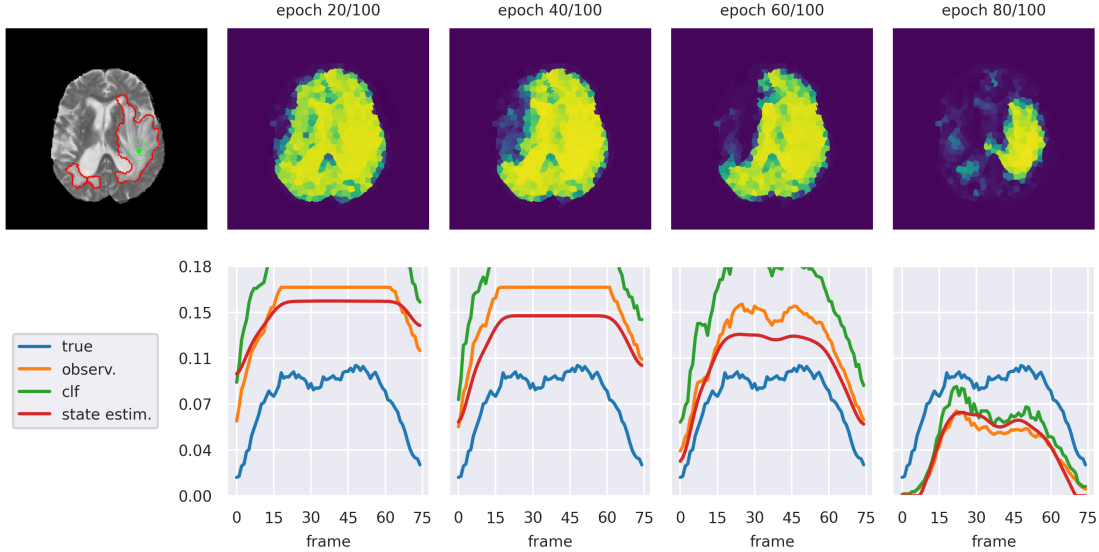 epoch 20/100
epoch 40/100
epoch 60/100
epoch 80/100
0.18
0.15
0.11
0.07
0.04
0.00
true
observ.
clf
state estim.
0 15 30 45 60 75
0 15 30 45 60 75
0 15 30 45 60 75
0 15 30 45 60 75
frame
frame
frame
frame